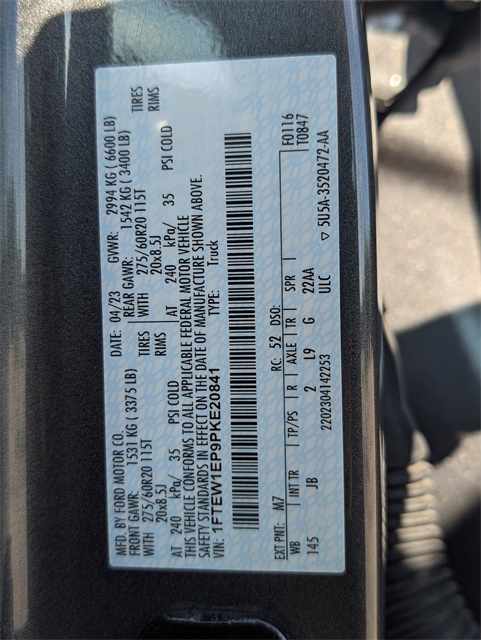 MFD. BY FORD MOTOR CO.
DATE: 04/23 GVWR: 2994 KG ( 6600 LB)
FRONT GAWR: 1531 KG ( 3375 LB) REAR GAWR: 1542 KG ( 3400 LB)
275/60R20 115T TIRES WITH 275/60R20 115T TIRES
20x8.5J RIMS 20x8.5J RIMS
AT 240 kPa/ 35 PSI COLD AT 240 kPa/ 35 PSI COLD
THIS VEHICLE CONFORMS TO ALL APPLICABLE FEDERAL MOTOR VEHICLE
SAFETY STANDARDS IN EFFECT ON THE DATE OF MANUFACTURE SHOWN ABOVE.
VIN: 1FTEW1EP9PKE20841 TYPE: Truck
EXT PNT: M7 RC: 52 DSO: F0116
WB INT TR TP/PS R AXLE TR SPR T0847
145 JB 2 L9 G 22AA
2202304142253 ULC ▽ 5U5A-3520472-AA